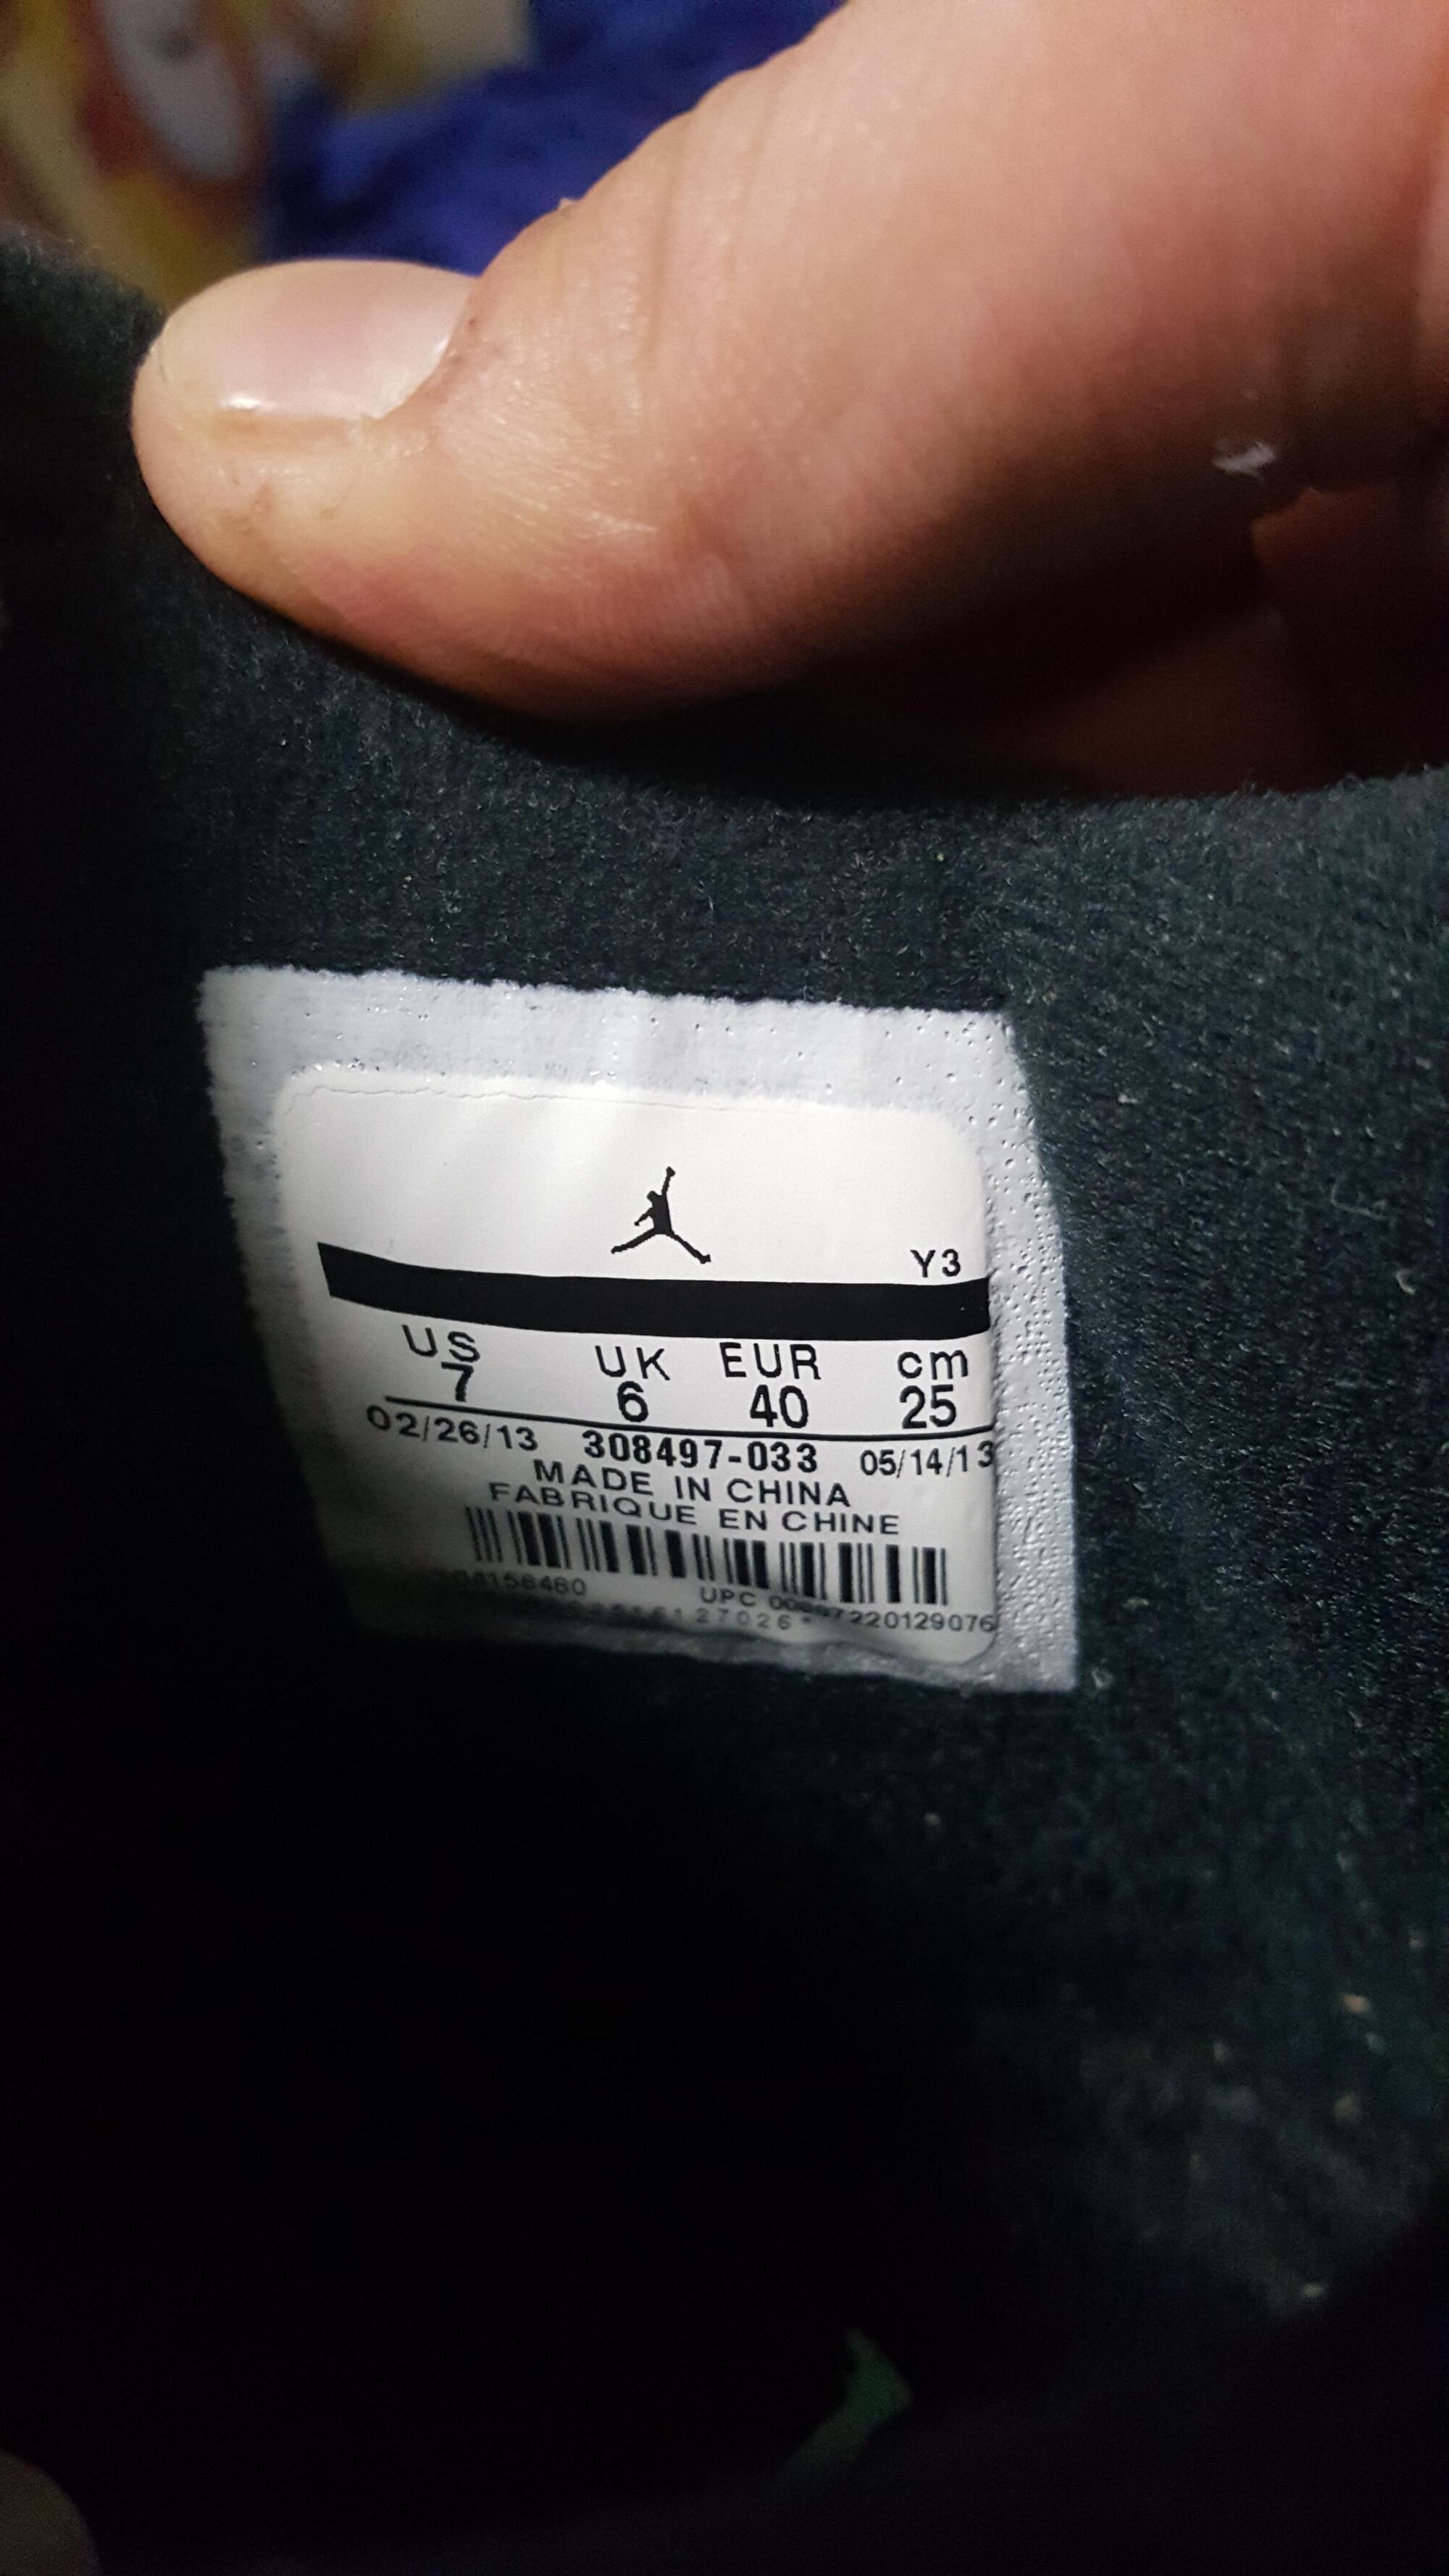 Y3
US UK EUR cm
7 6 40 25
02/26/13 308497-033 05/14/13
MADE IN CHINA
FABRIQUE EN CHINE
UPC